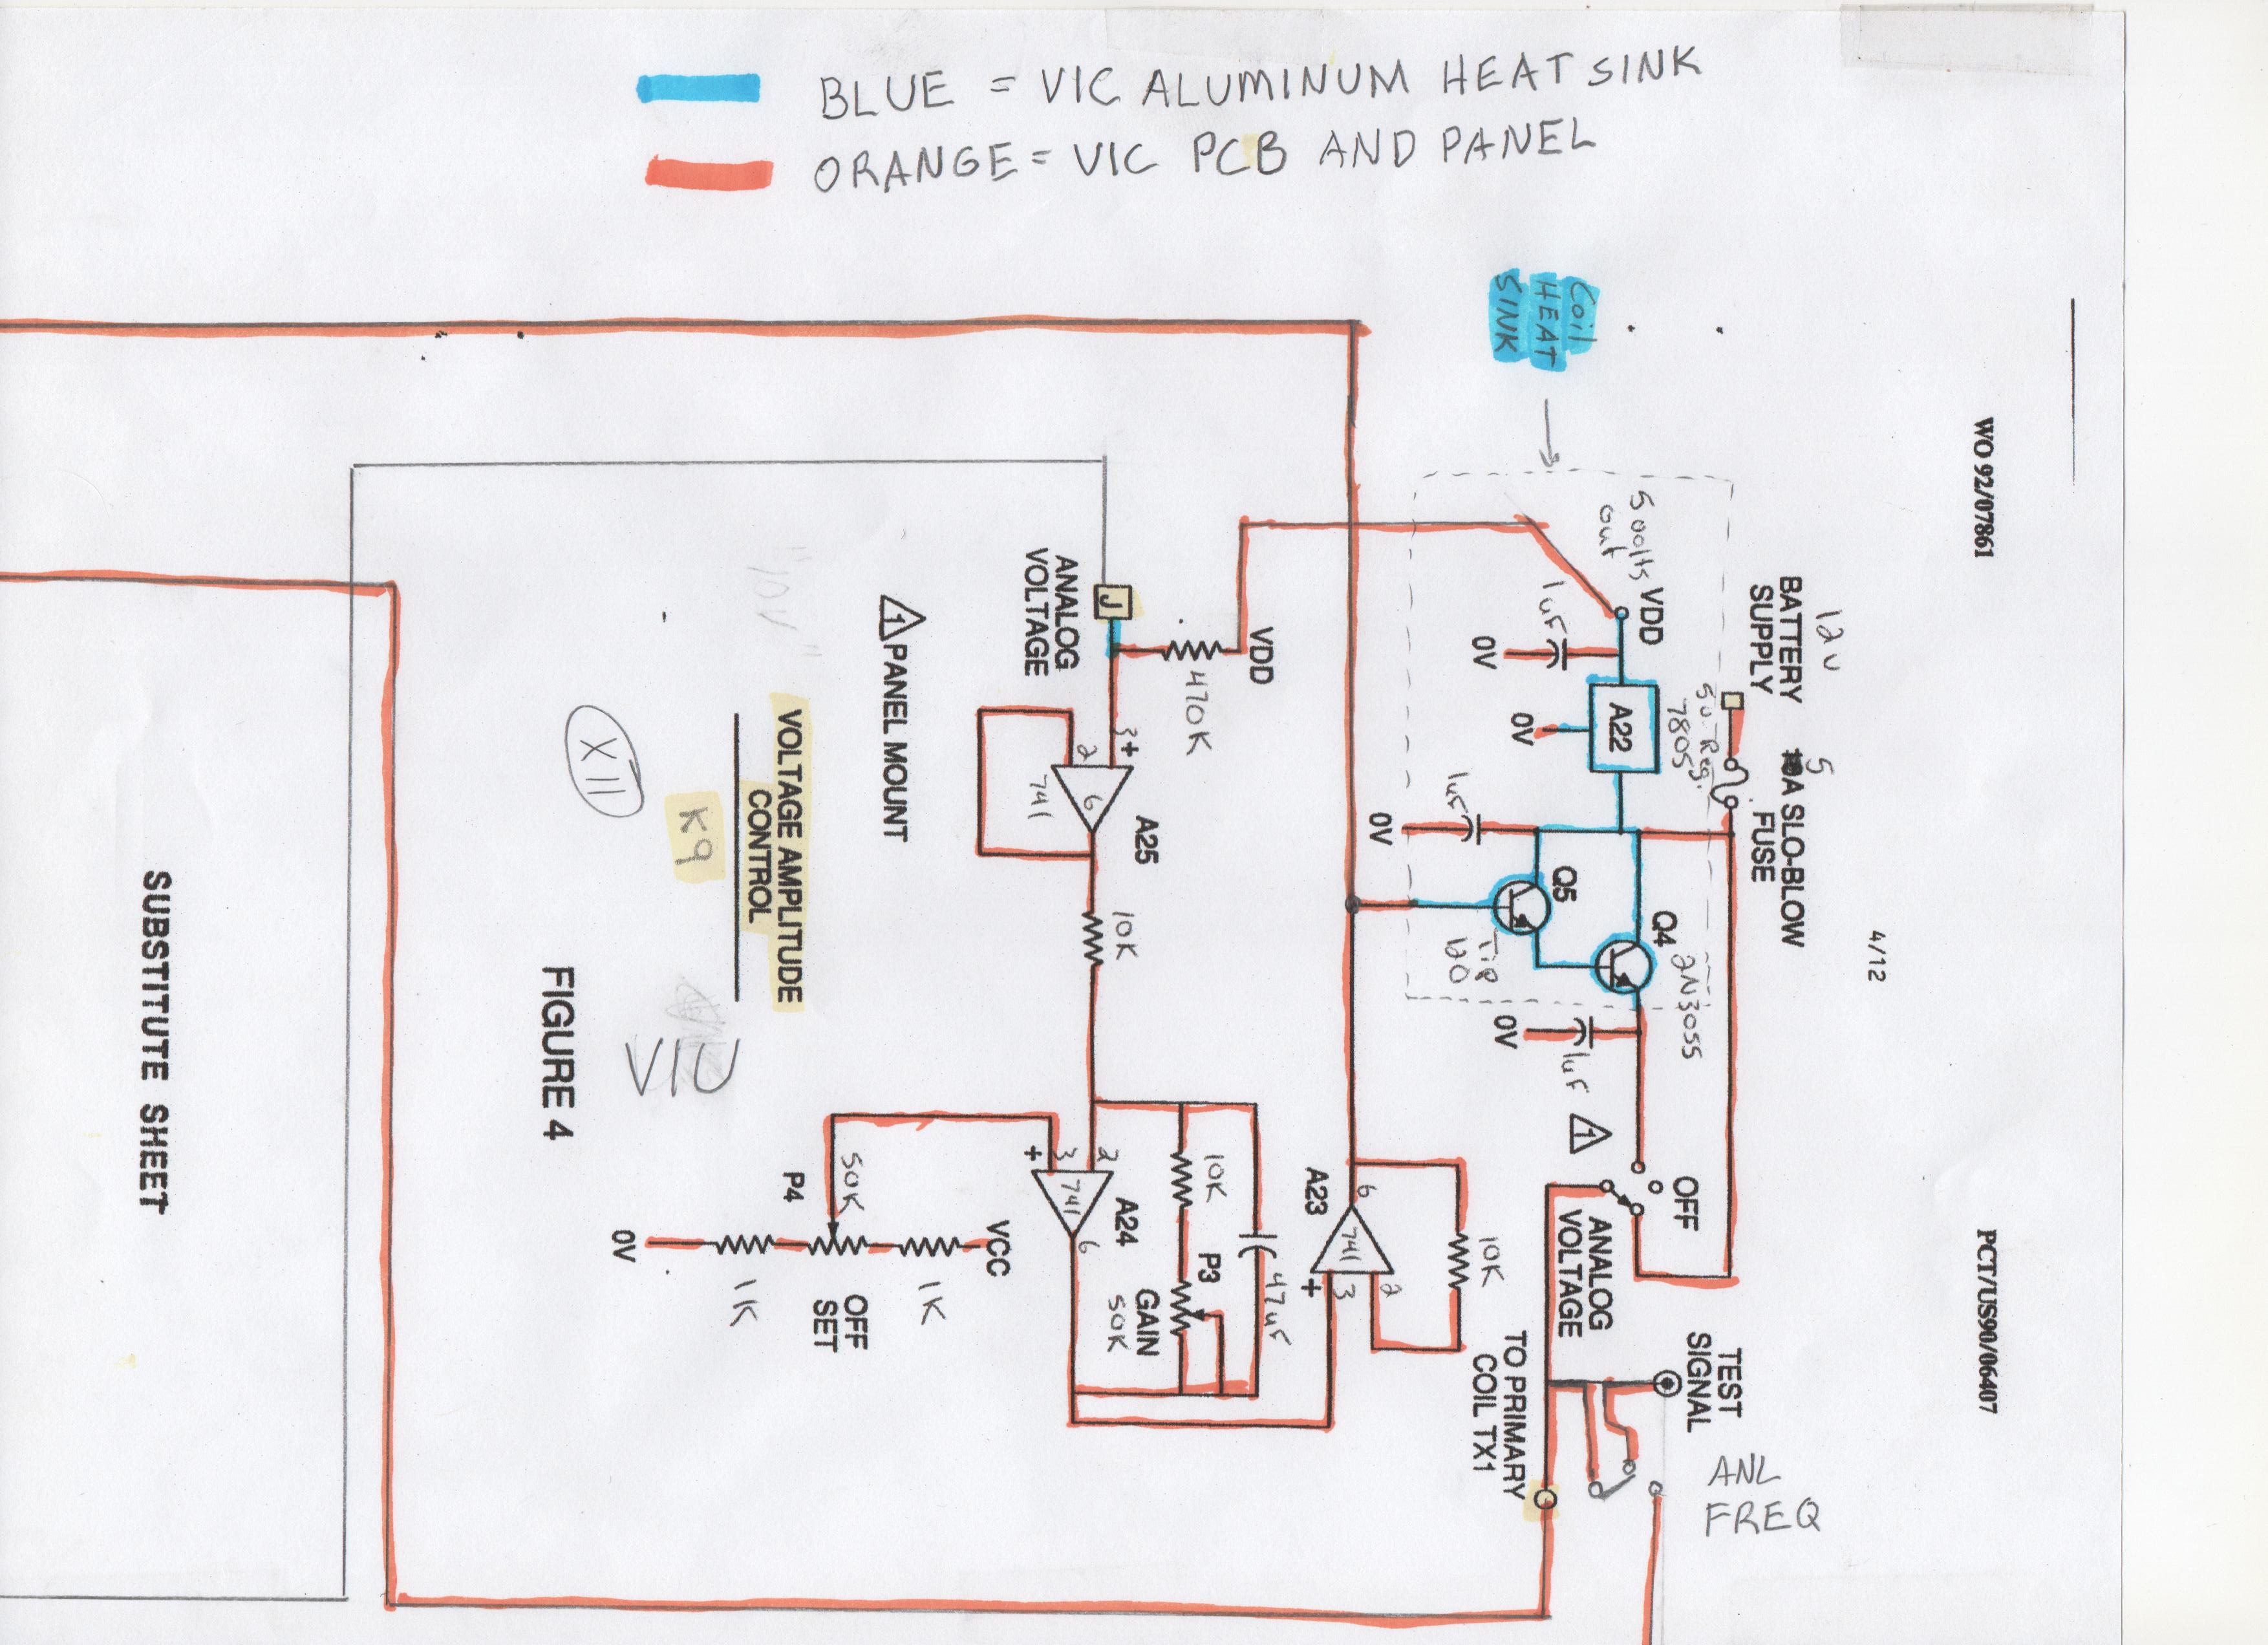 BLUE = VIC ALUMINUM HEAT SINK
ORANGE = VIC PCB AND PANEL
WO 92/07861
4/12
PCT/US90/06407
Coil
HEAT
SINK
12v
BATTERY
SUPPLY
5
A SLO-BLOW
FUSE
5v Reg.
7805
5volts
out
VDD
1uF
0V
A22
0V
1uF
0V
Q5
Tip
120
Q4
2N3055
0V
1uF
1
OFF
ANALOG
VOLTAGE
TEST
SIGNAL
ANL
FREQ
TO PRIMARY
COIL TX1
VDD
470K
J
ANALOG
VOLTAGE
3 +
2
6
741
A25
10K
1 PANEL MOUNT
10K
P3
GAIN
50K
47uF
A23
6
741
2
3
+
10K
2
3
+
741
6
A24
50K
P4
VCC
1K
OFF
SET
1K
0V
VOLTAGE AMPLITUDE
CONTROL
K9
XIII
VIU
FIGURE 4
SUBSTITUTE SHEET